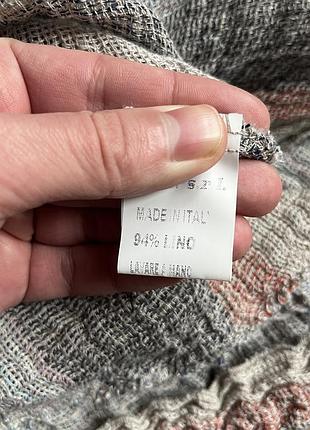 s.r.l.
MADE IN ITALY
94% LINO
LAVARE A MANO